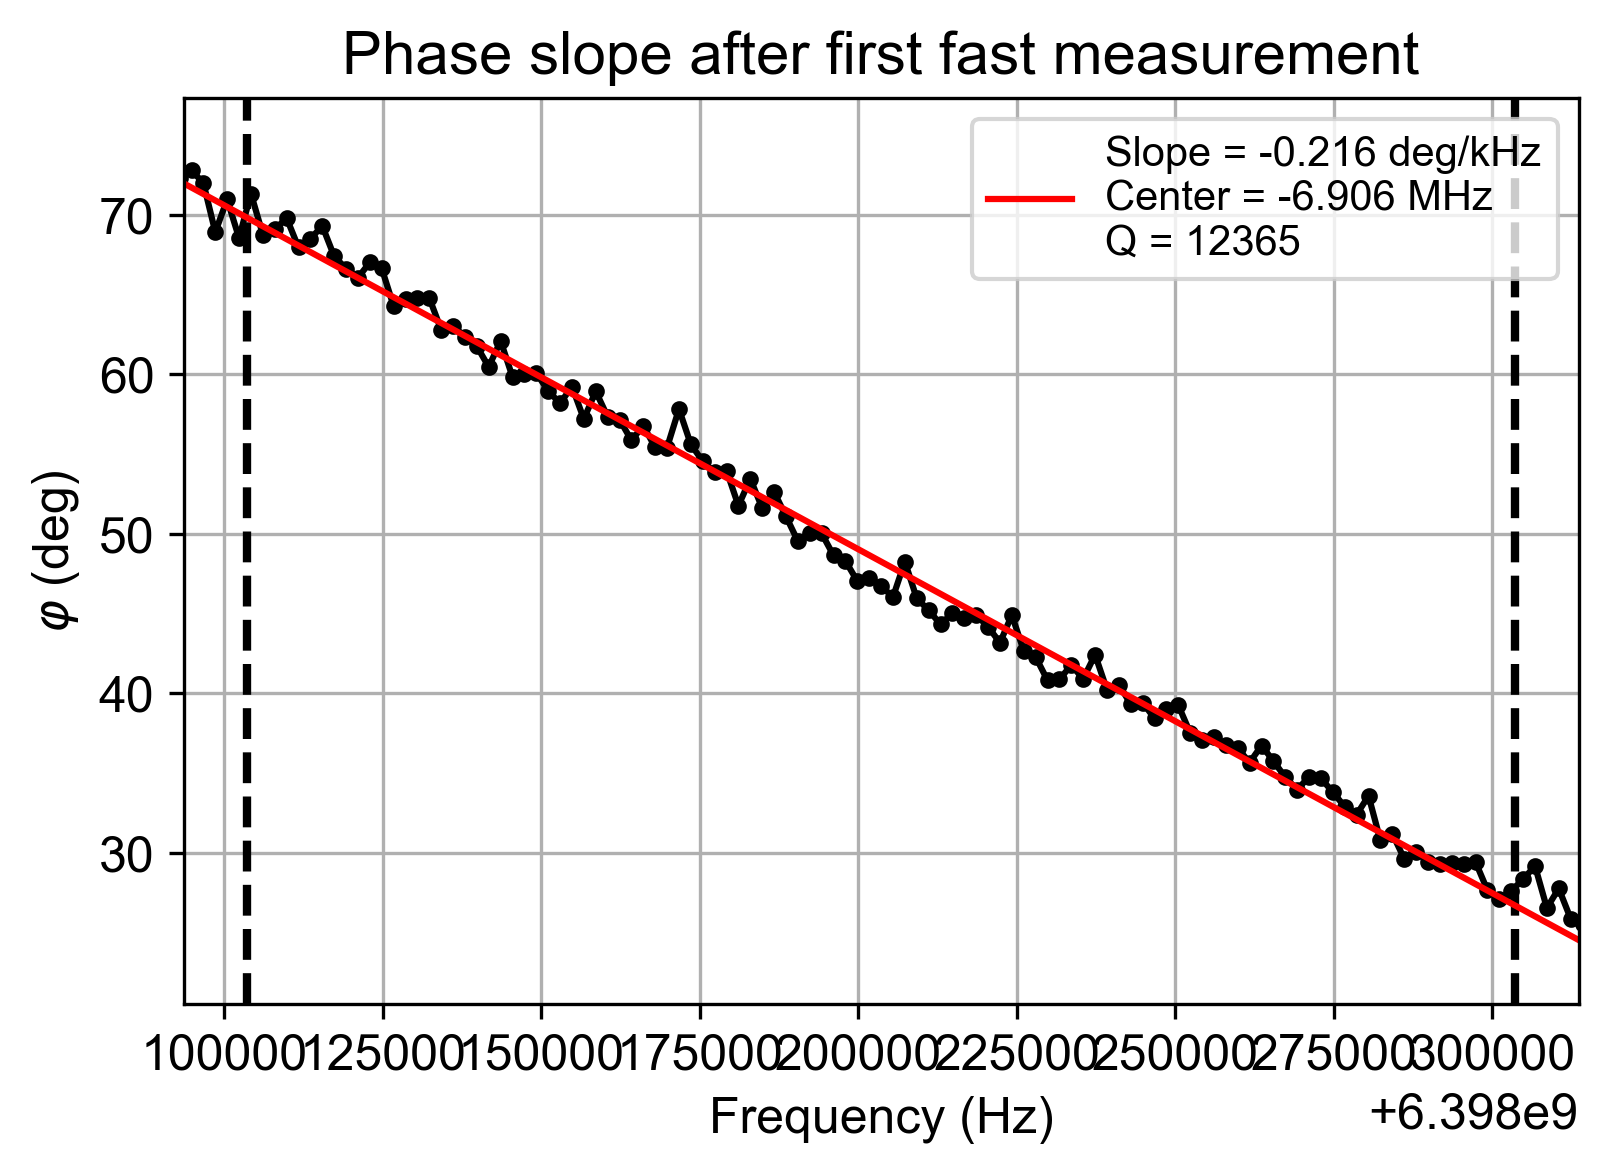 Phase slope after first fast measurement
Slope = -0.216 deg/kHz
Center = -6.906 MHz
Q = 12365
70
60
50
40
30
φ (deg)
100000 125000 150000 175000 200000 225000 250000 275000 300000
Frequency (Hz)
+6.398e9